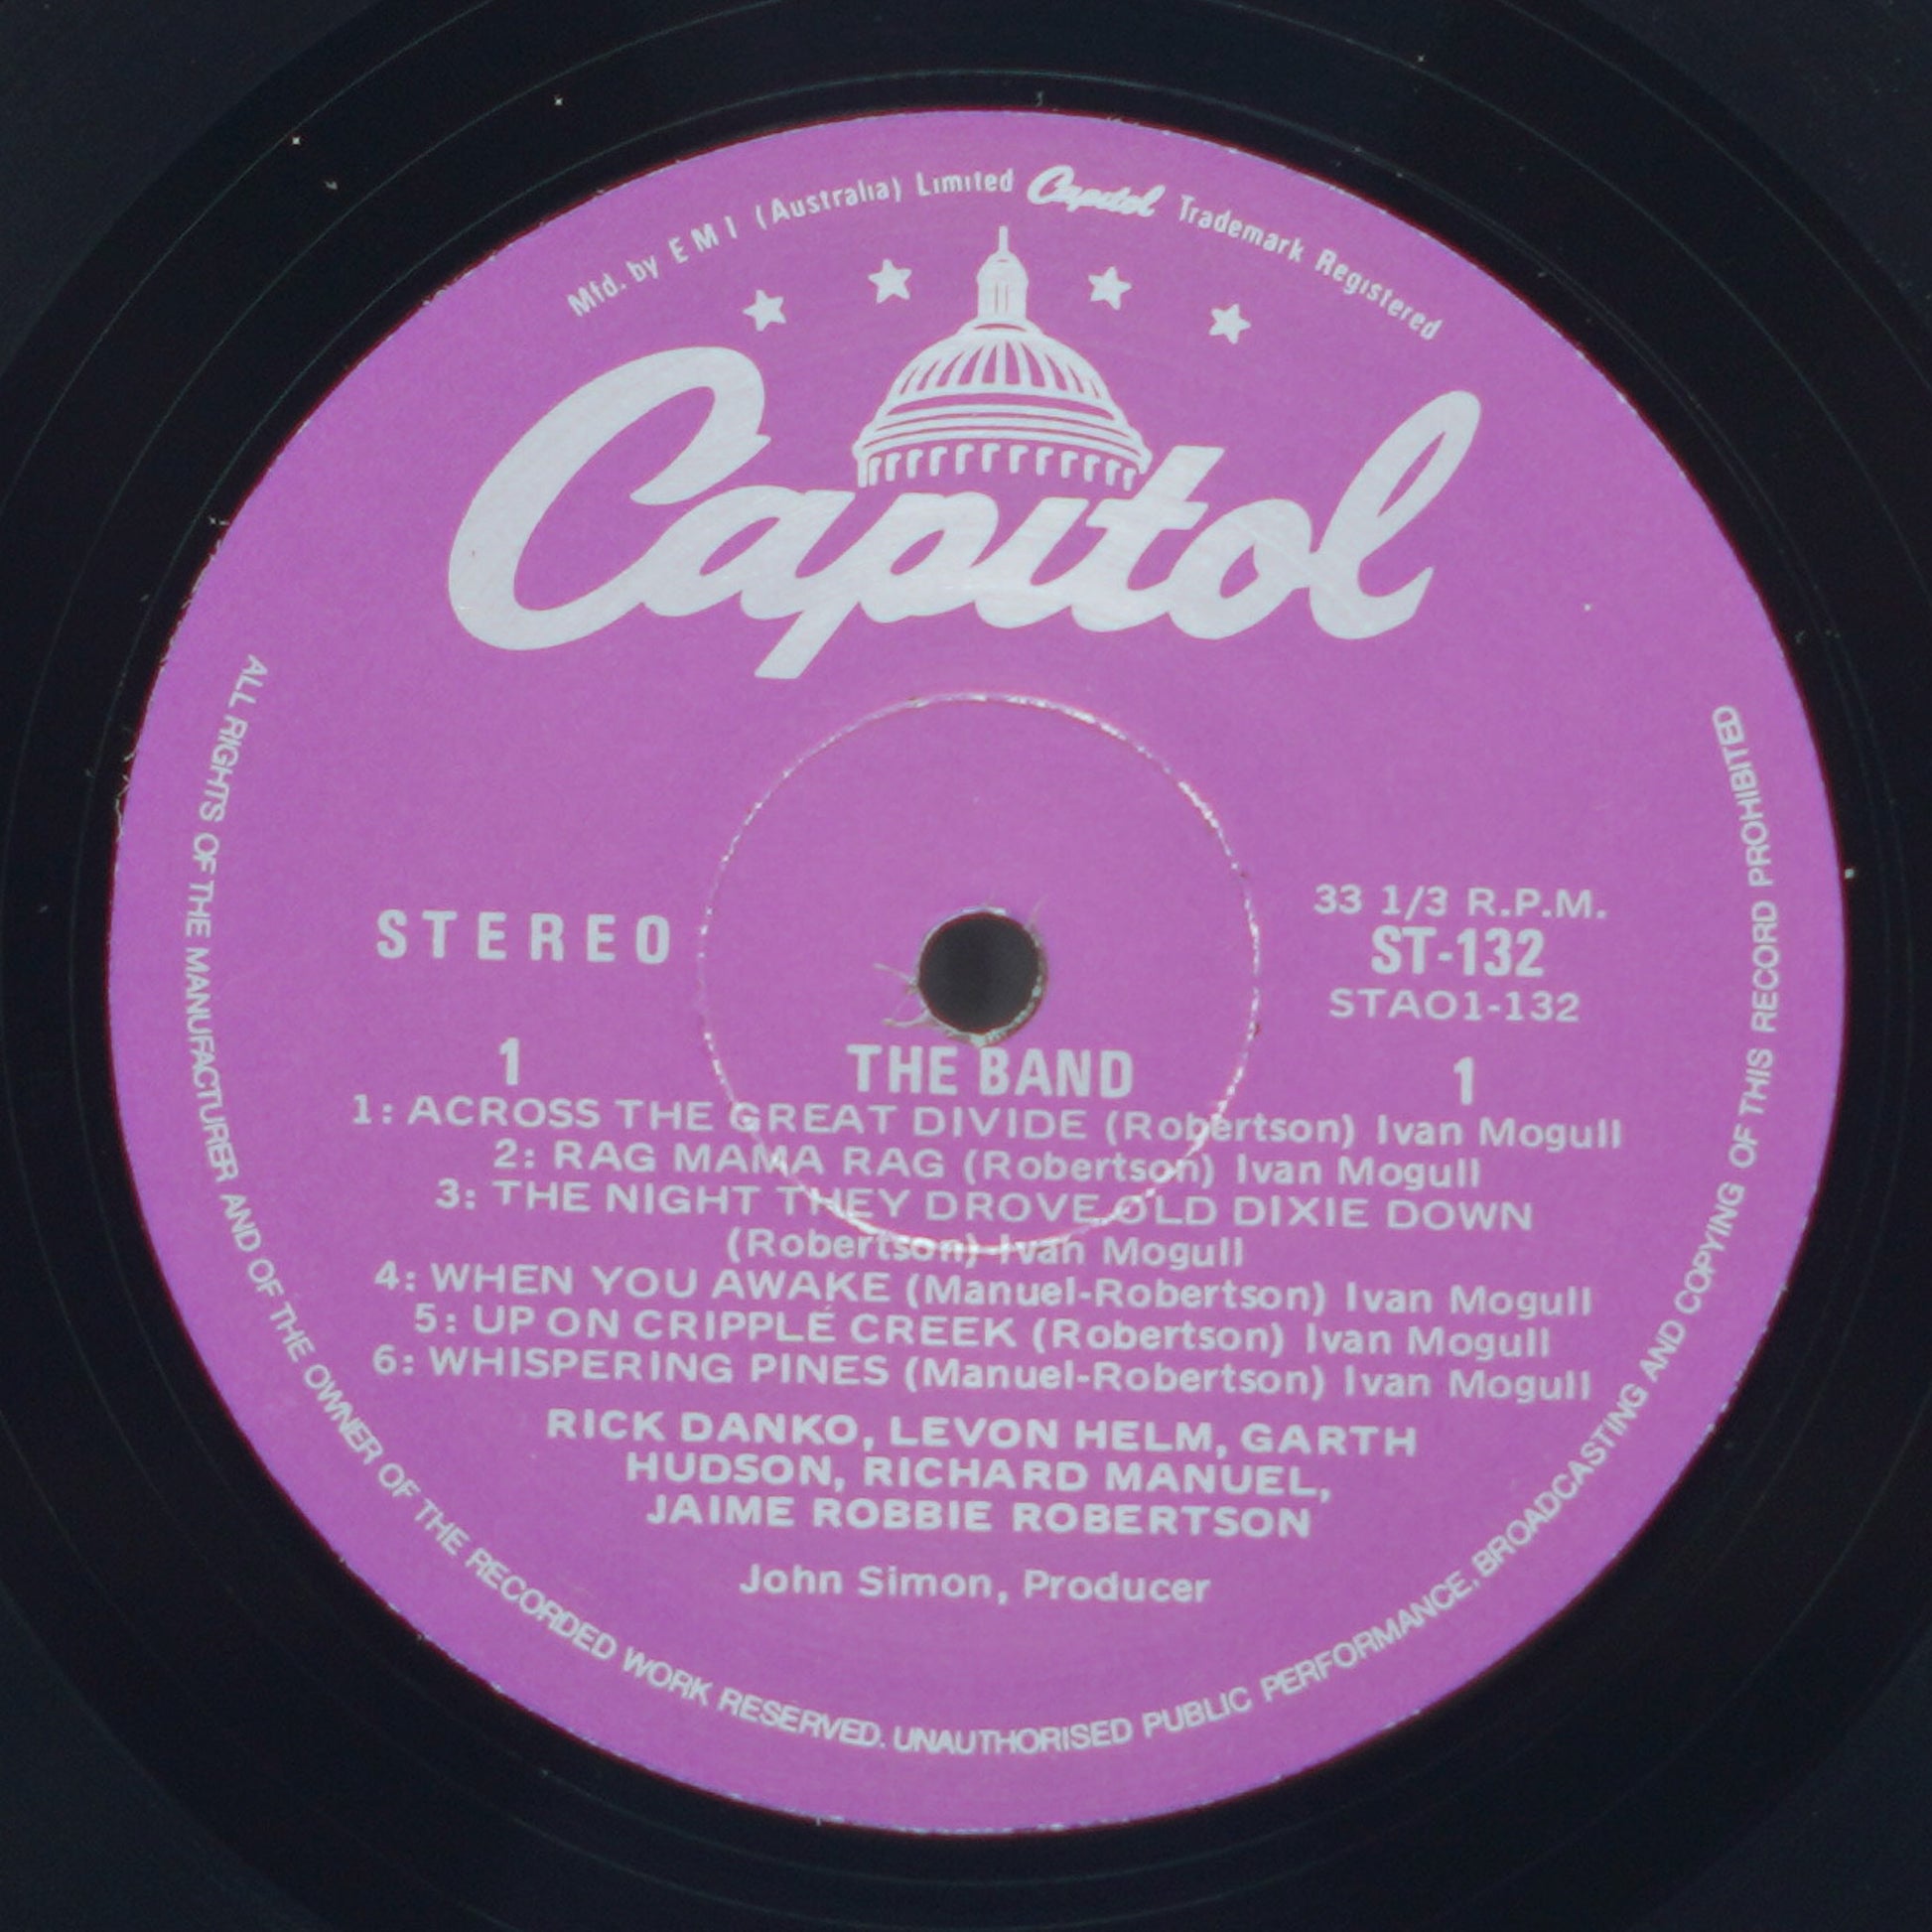 Mfd. by E M I (Australia) Limited Capitol Trademark Registered
Capitol
STEREO
33 1/3 R.P.M.
ST-132
STAO1-132
1 THE BAND 1
1: ACROSS THE GREAT DIVIDE (Robertson) Ivan Mogull
2: RAG MAMA RAG (Robertson) Ivan Mogull
3: THE NIGHT THEY DROVE OLD DIXIE DOWN
(Robertson) Ivan Mogull
4: WHEN YOU AWAKE (Manuel-Robertson) Ivan Mogull
5: UP ON CRIPPLE CREEK (Robertson) Ivan Mogull
6: WHISPERING PINES (Manuel-Robertson) Ivan Mogull
RICK DANKO, LEVON HELM, GARTH
HUDSON, RICHARD MANUEL,
JAIME ROBBIE ROBERTSON
John Simon, Producer
ALL RIGHTS OF THE MANUFACTURER AND OF THE OWNER OF THE RECORDED WORK RESERVED. UNAUTHORISED PUBLIC PERFORMANCE, BROADCASTING AND COPYING OF THIS RECORD PROHIBITED